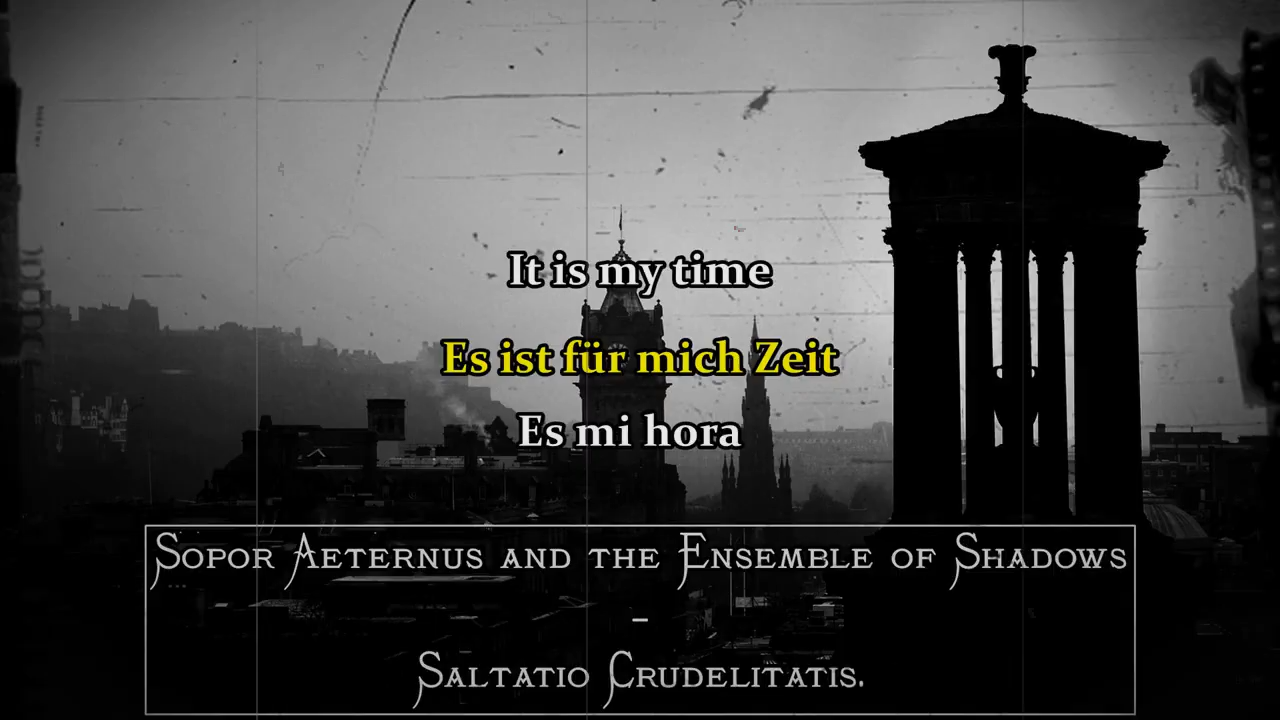 It is my time
Es ist für mich Zeit
Es mi hora
Sopor Aeternus and the Ensemble of Shadows
–
Saltatio Crudelitatis.